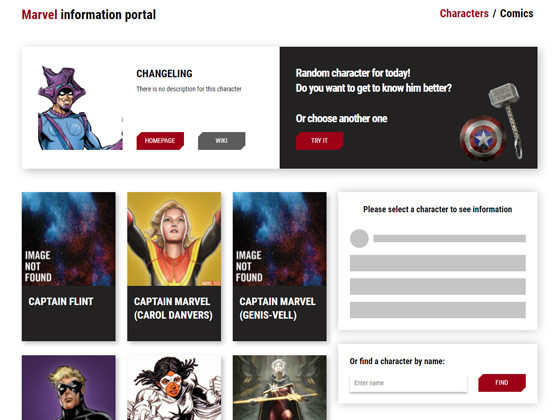 Marvel information portal
Characters / Comics
CHANGELING
There is no description for this character
HOMEPAGE
WIKI
Random character for today!
Do you want to get to know him better?
Or choose another one
TRY IT
IMAGE
NOT
FOUND
CAPTAIN FLINT
CAPTAIN MARVEL
(CAROL DANVERS)
IMAGE
NOT
FOUND
CAPTAIN MARVEL
(GENIS-VELL)
Please select a character to see information
Or find a character by name:
Enter name
FIND